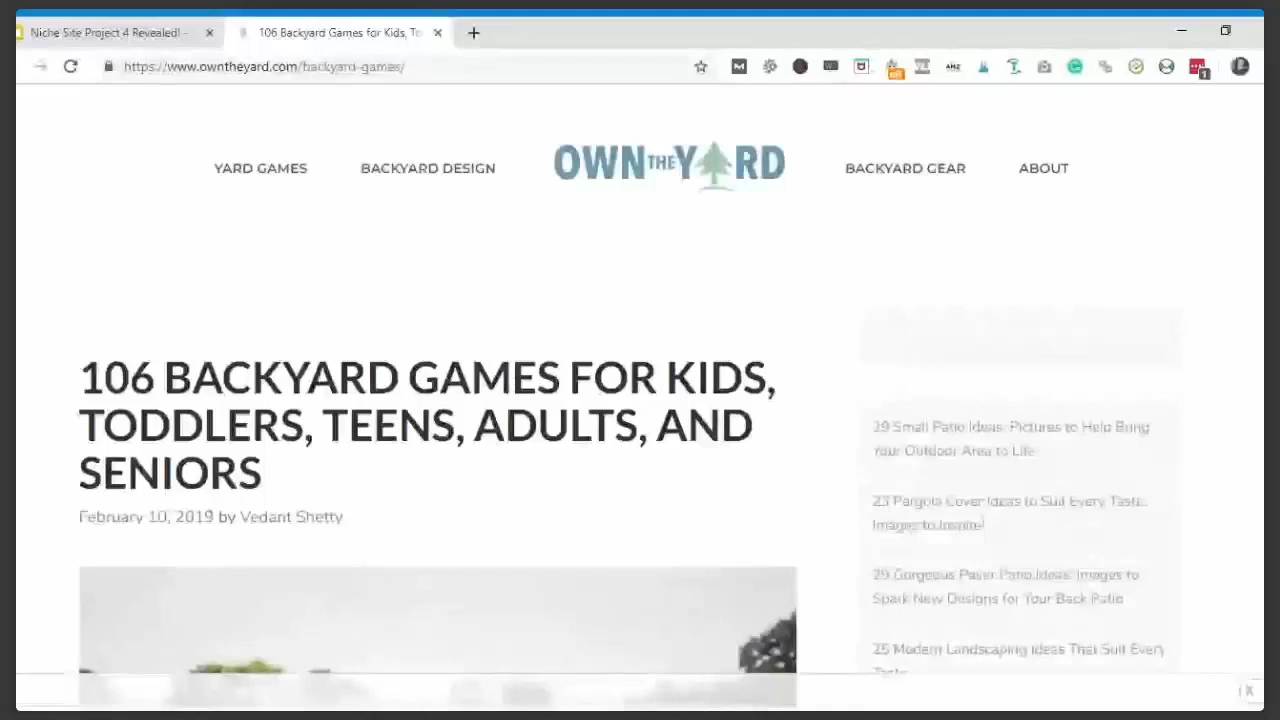 Niche Site Project 4 Revealed! -
106 Backyard Games for Kids, To
https://www.owntheyard.com/backyard-games/
YARD GAMES
BACKYARD DESIGN
OWN THE YARD
BACKYARD GEAR
ABOUT
106 BACKYARD GAMES FOR KIDS,
TODDLERS, TEENS, ADULTS, AND
SENIORS
February 10, 2019 by Vedant Shetty
19 Small Patio Ideas: Pictures to Help Bring
Your Outdoor Area to Life
23 Pergola Cover Ideas to Suit Every Taste:
Images to Inspire!
29 Gorgeous Paver Patio Ideas: Images to
Spark New Designs for Your Back Patio
25 Modern Landscaping Ideas That Suit Every
Taste